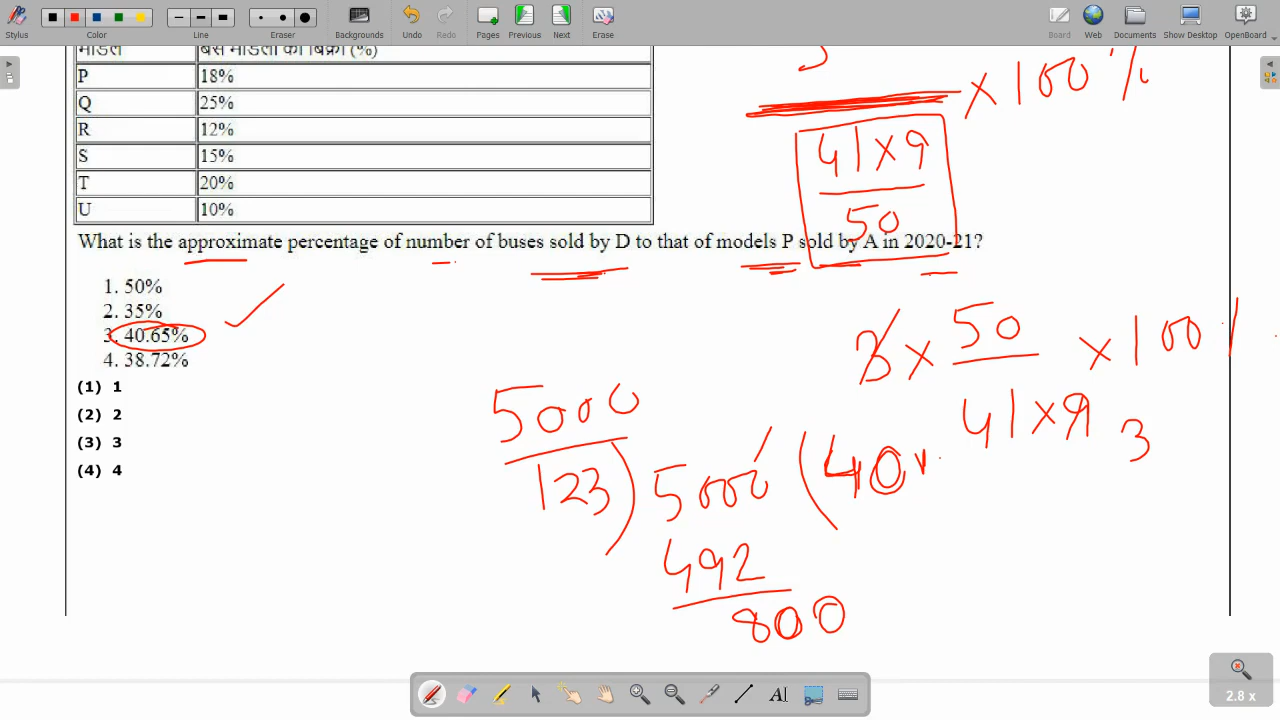 Stylus Line Eraser Backgrounds Undo Redo Pages Previous Next Erase Board Web Documents Show Desktop OpenBoard
मॉडल बेस मॉडलों की बिक्री (%)
P 18%
Q 25%
R 12%
S 15%
T 20%
U 10%
× 100 %
41×9
50
What is the approximate percentage of number of buses sold by D to that of models P sold by A in 2020-21?
1. 50%
2. 35%
3. 40.65%
4. 38.72%
(1) 1
(2) 2
(3) 3
(4) 4
3 × 50 × 100
41×9 3
5000
123) 5000 (40.
492
800
2.8 x